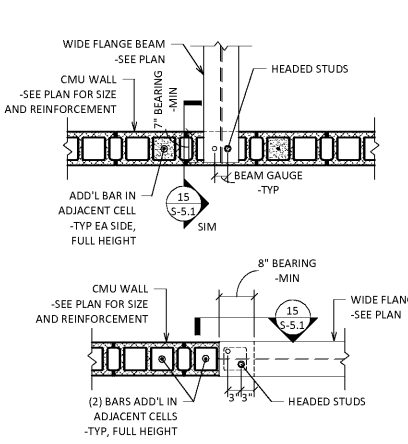 WIDE FLANGE BEAM
-SEE PLAN
CMU WALL
-SEE PLAN FOR SIZE
AND REINFORCEMENT
7" BEARING
-MIN
HEADED STUDS
BEAM GAUGE
-TYP
ADD'L BAR IN
ADJACENT CELL
-TYP EA SIDE,
FULL HEIGHT
15
S-5.1
SIM
8" BEARING
-MIN
CMU WALL
-SEE PLAN FOR SIZE
AND REINFORCEMENT
15
S-5.1
WIDE FLAN
-SEE PLAN
3" 3"
HEADED STUDS
(2) BARS ADD'L IN
ADJACENT CELLS
-TYP, FULL HEIGHT